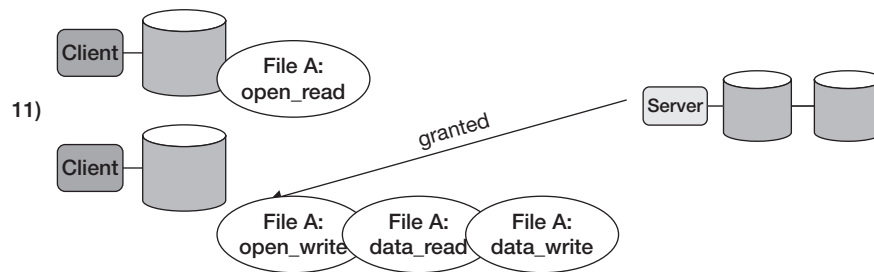 Client
File A:
open_read
11)
Server
granted
Client
File A:
open_write
File A:
data_read
File A:
data_write